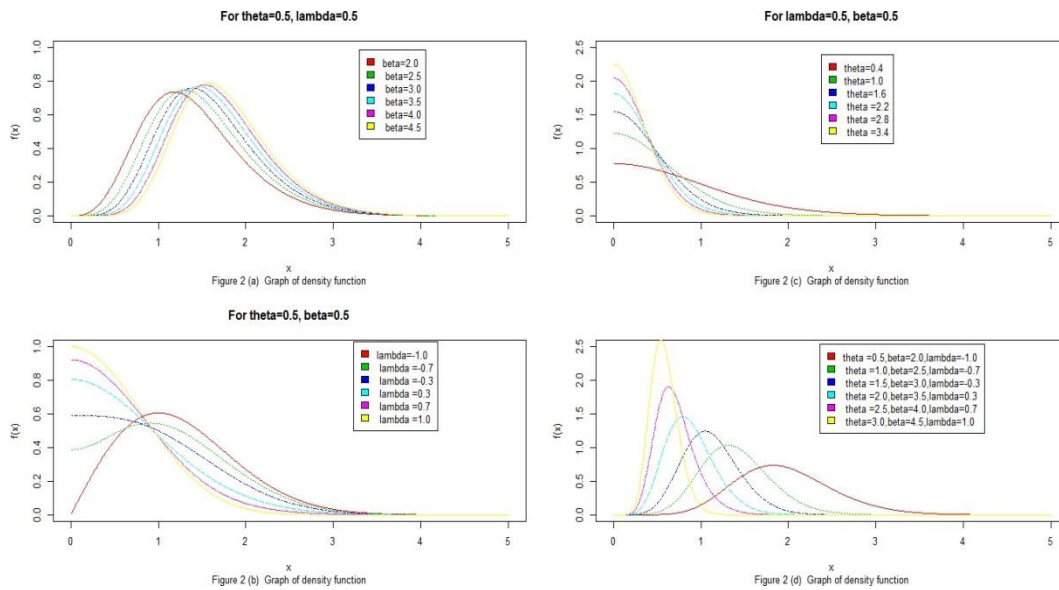 For theta=0.5, lambda=0.5
f(x)
0.0 0.2 0.4 0.6 0.8 1.0
beta=2.0
beta=2.5
beta=3.0
beta=3.5
beta=4.0
beta=4.5
0 1 2 3 4 5
x
Figure 2 (a) Graph of density function
For lambda=0.5, beta=0.5
f(x)
0.0 0.5 1.0 1.5 2.0 2.5
theta=0.4
theta=1.0
theta =1.6
theta =2.2
theta =2.8
theta =3.4
0 1 2 3 4 5
x
Figure 2 (c) Graph of density function
For theta=0.5, beta=0.5
f(x)
0.0 0.2 0.4 0.6 0.8 1.0
lambda=-1.0
lambda =-0.7
lambda =-0.3
lambda =0.3
lambda =0.7
lambda =1.0
0 1 2 3 4 5
x
Figure 2 (b) Graph of density function
f(x)
0.0 0.5 1.0 1.5 2.0 2.5
theta =0.5,beta=2.0,lambda=-1.0
theta =1.0,beta=2.5,lambda=-0.7
theta =1.5,beta=3.0,lambda=-0.3
theta =2.0,beta=3.5,lambda=0.3
theta =2.5,beta=4.0,lambda=0.7
theta=3.0,beta=4.5,lambda=1.0
0 1 2 3 4 5
x
Figure 2 (d) Graph of density function